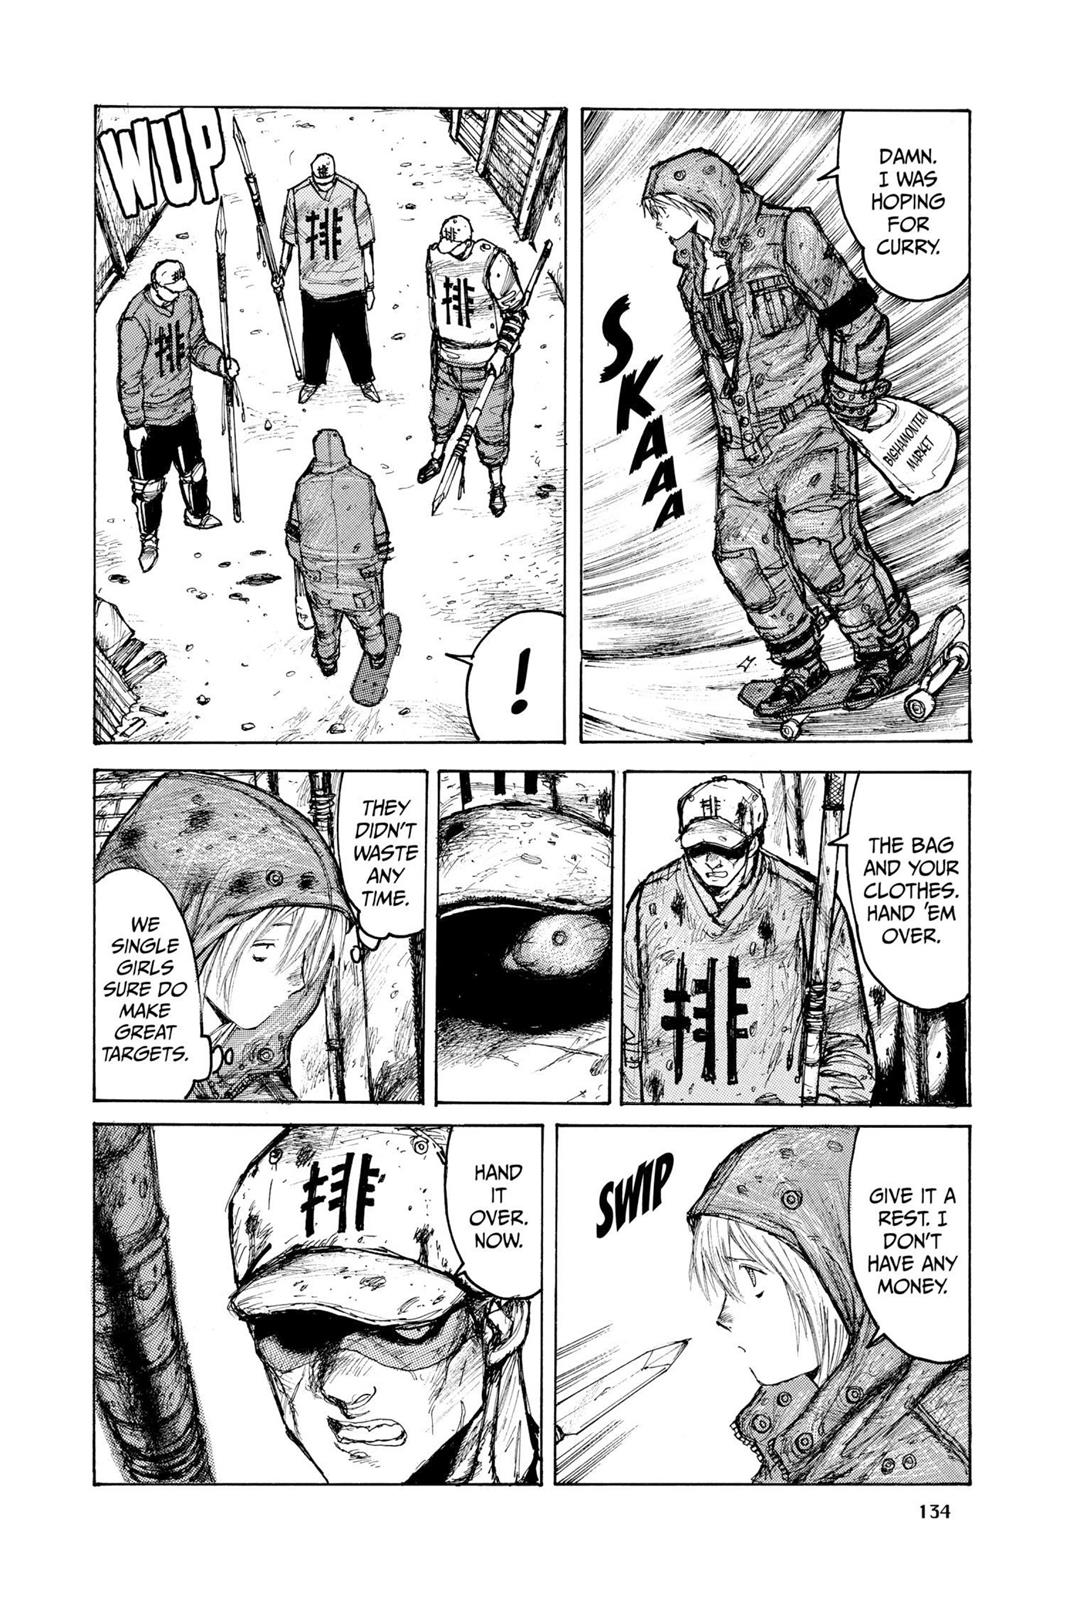 DAMN.
I WAS
HOPING
FOR
CURRY.
SKAAA
BISHAMONTEN
MARKET
WUP
!
THE BAG
AND YOUR
CLOTHES.
HAND 'EM
OVER.
THEY
DIDN'T
WASTE
ANY
TIME.
WE
SINGLE
GIRLS
SURE DO
MAKE
GREAT
TARGETS.
GIVE IT A
REST. I
DON'T
HAVE ANY
MONEY.
SWIP
HAND
IT
OVER.
NOW.
134